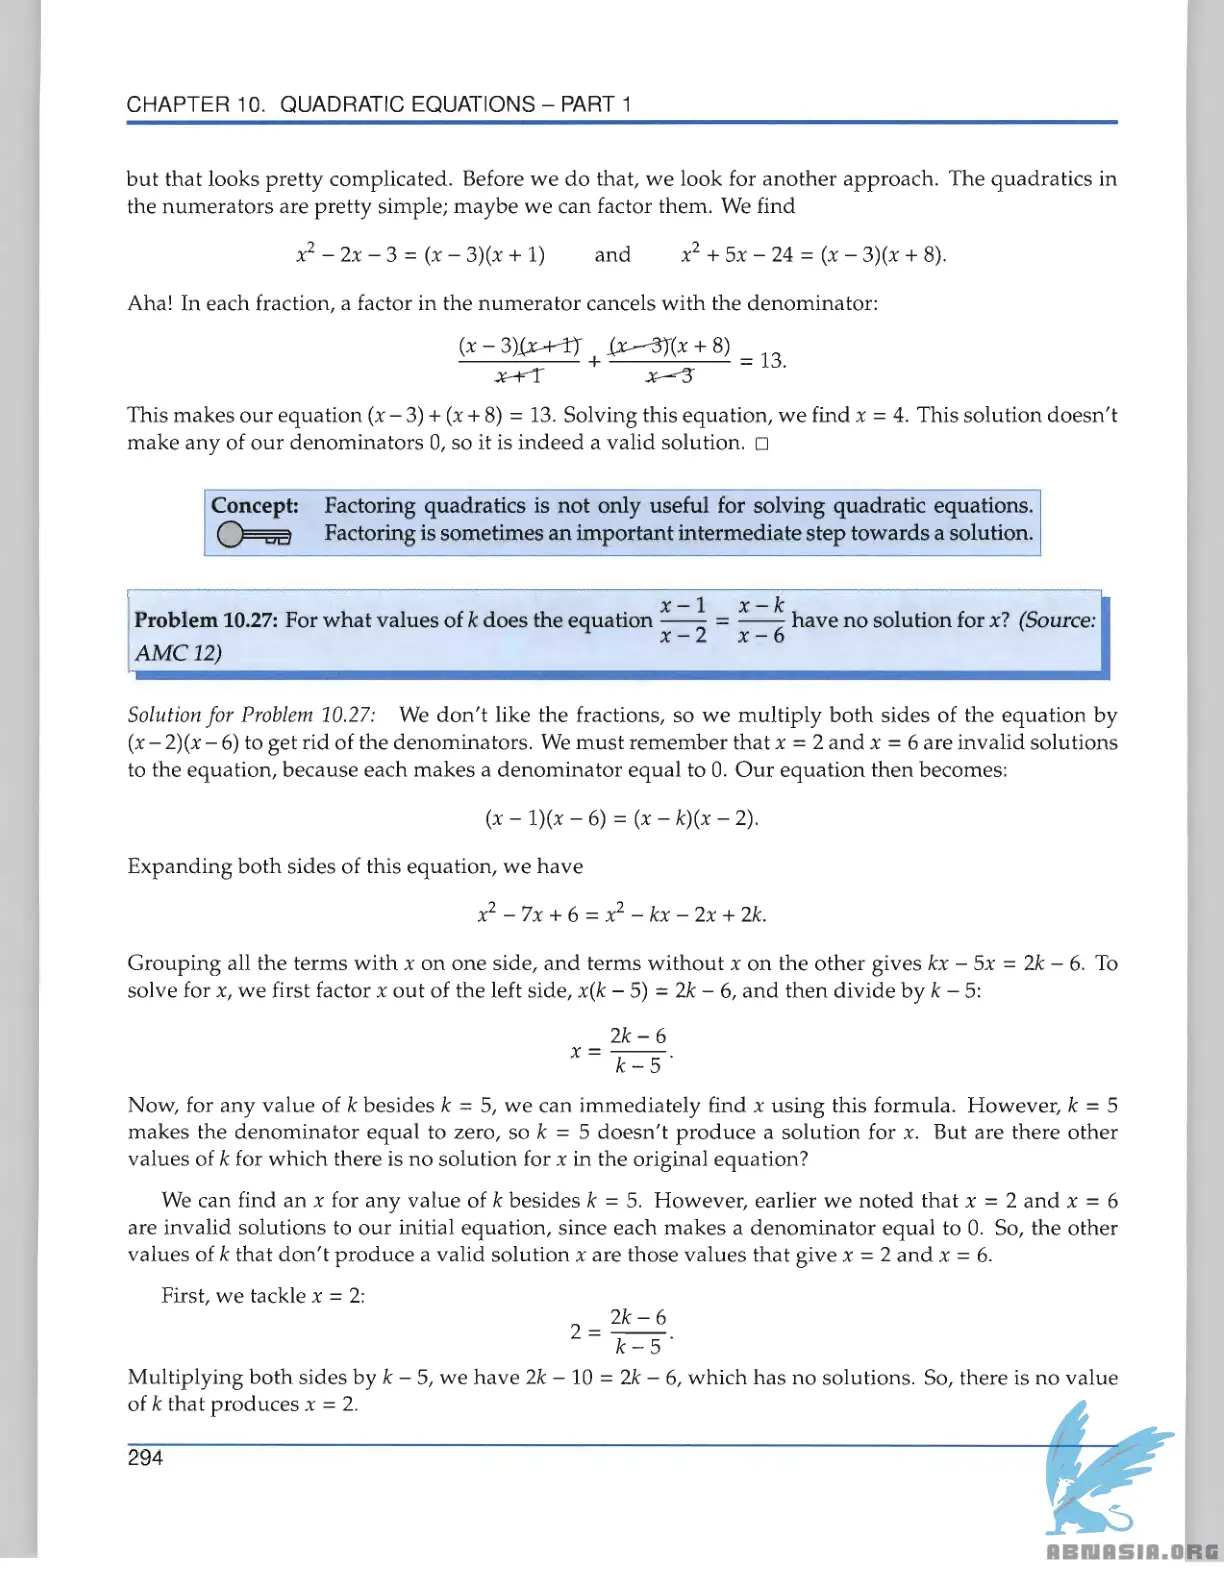 CHAPTER 10. QUADRATIC EQUATIONS – PART 1
but that looks pretty complicated. Before we do that, we look for another approach. The quadratics in
the numerators are pretty simple; maybe we can factor them. We find
x² − 2x − 3 = (x − 3)(x + 1) and x² + 5x − 24 = (x − 3)(x + 8).
Aha! In each fraction, a factor in the numerator cancels with the denominator:
(x − 3)(x + 1)/(x + 1) + (x − 3)(x + 8)/(x − 3) = 13.
This makes our equation (x − 3) + (x + 8) = 13. Solving this equation, we find x = 4. This solution doesn't
make any of our denominators 0, so it is indeed a valid solution. □
Concept: Factoring quadratics is not only useful for solving quadratic equations.
Factoring is sometimes an important intermediate step towards a solution.
Problem 10.27: For what values of k does the equation (x − 1)/(x − 2) = (x − k)/(x − 6) have no solution for x? (Source:
AMC 12)
Solution for Problem 10.27: We don't like the fractions, so we multiply both sides of the equation by
(x − 2)(x − 6) to get rid of the denominators. We must remember that x = 2 and x = 6 are invalid solutions
to the equation, because each makes a denominator equal to 0. Our equation then becomes:
(x − 1)(x − 6) = (x − k)(x − 2).
Expanding both sides of this equation, we have
x² − 7x + 6 = x² − kx − 2x + 2k.
Grouping all the terms with x on one side, and terms without x on the other gives kx − 5x = 2k − 6. To
solve for x, we first factor x out of the left side, x(k − 5) = 2k − 6, and then divide by k − 5:
x = (2k − 6)/(k − 5).
Now, for any value of k besides k = 5, we can immediately find x using this formula. However, k = 5
makes the denominator equal to zero, so k = 5 doesn't produce a solution for x. But are there other
values of k for which there is no solution for x in the original equation?
We can find an x for any value of k besides k = 5. However, earlier we noted that x = 2 and x = 6
are invalid solutions to our initial equation, since each makes a denominator equal to 0. So, the other
values of k that don't produce a valid solution x are those values that give x = 2 and x = 6.
First, we tackle x = 2:
2 = (2k − 6)/(k − 5).
Multiplying both sides by k − 5, we have 2k − 10 = 2k − 6, which has no solutions. So, there is no value
of k that produces x = 2.
294
ABNASIA.ORG